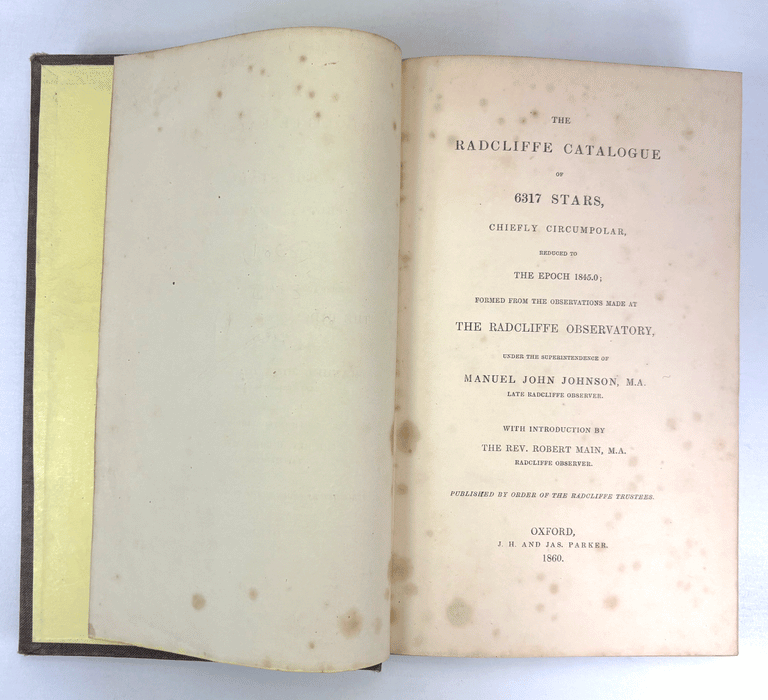 THE
RADCLIFFE CATALOGUE
OF
6317 STARS,
CHIEFLY CIRCUMPOLAR,
REDUCED TO
THE EPOCH 1845.0;
FORMED FROM THE OBSERVATIONS MADE AT
THE RADCLIFFE OBSERVATORY,
UNDER THE SUPERINTENDENCE OF
MANUEL JOHN JOHNSON, M.A.
LATE RADCLIFFE OBSERVER.
WITH INTRODUCTION BY
THE REV. ROBERT MAIN, M.A.
RADCLIFFE OBSERVER.
PUBLISHED BY ORDER OF THE RADCLIFFE TRUSTEES.
OXFORD,
J. H. AND JAS. PARKER.
1860.